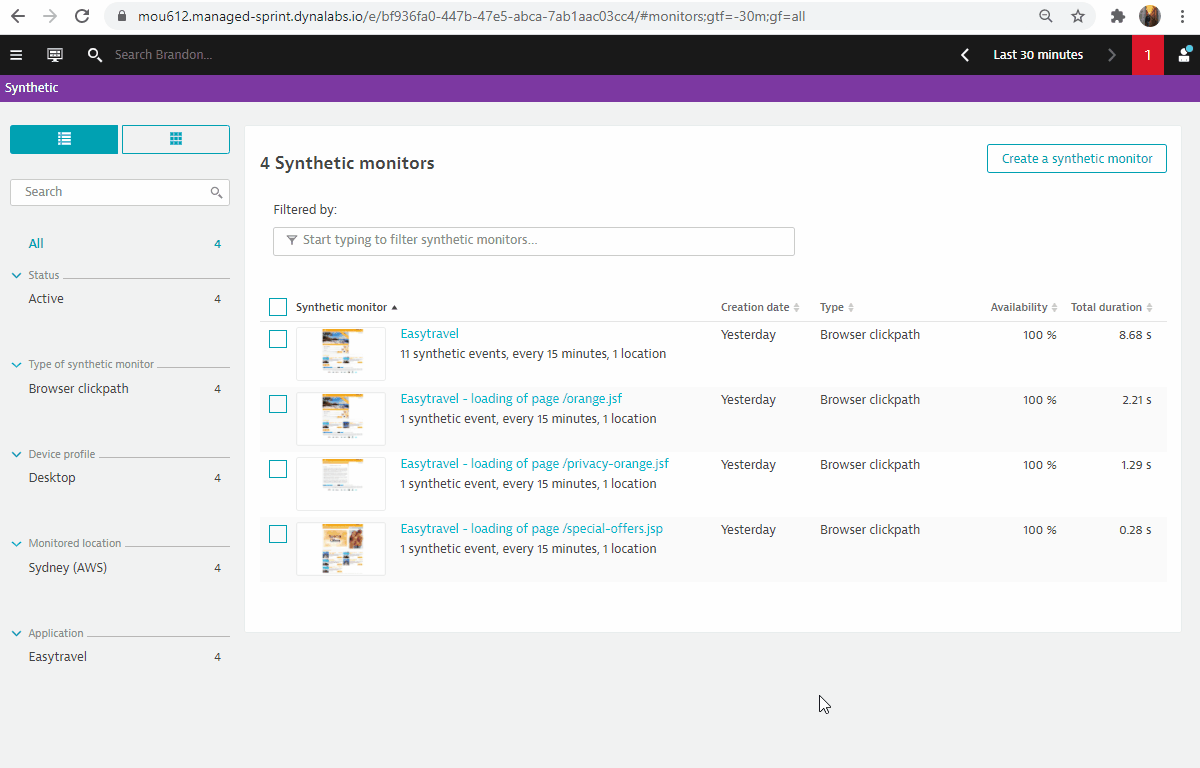 mou612.managed-sprint.dynalabs.io/e/bf936fa0-447b-47e5-abca-7ab1aac03cc4/#monitors;gtf=-30m;gf=all
Search Brandon...
Last 30 minutes
1
Synthetic
Search
All 4
Status
Active 4
Type of synthetic monitor
Browser clickpath 4
Device profile
Desktop 4
Monitored location
Sydney (AWS) 4
Application
Easytravel 4
4 Synthetic monitors
Create a synthetic monitor
Filtered by:
Start typing to filter synthetic monitors...
Synthetic monitor Creation date Type Availability Total duration
Easytravel Yesterday Browser clickpath 100 % 8.68 s
11 synthetic events, every 15 minutes, 1 location
Easytravel - loading of page /orange.jsf Yesterday Browser clickpath 100 % 2.21 s
1 synthetic event, every 15 minutes, 1 location
Easytravel - loading of page /privacy-orange.jsf Yesterday Browser clickpath 100 % 1.29 s
1 synthetic event, every 15 minutes, 1 location
Easytravel - loading of page /special-offers.jsp Yesterday Browser clickpath 100 % 0.28 s
1 synthetic event, every 15 minutes, 1 location